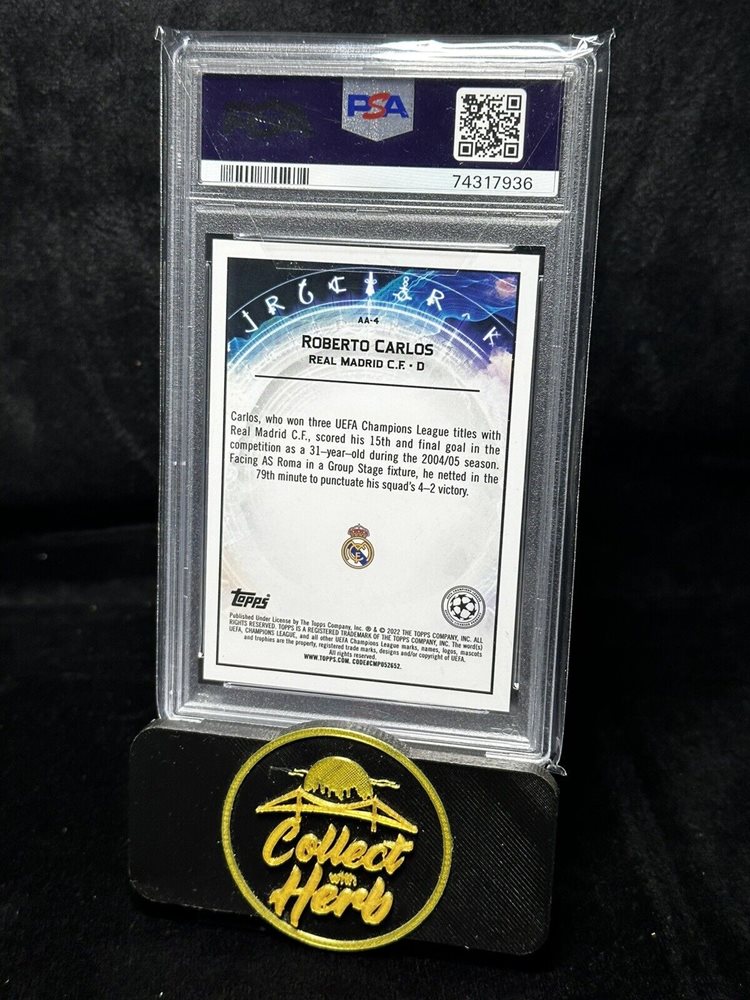 PSA
74317936
AA-4
ROBERTO CARLOS
REAL MADRID C.F. • D
Carlos, who won three UEFA Champions League titles with
Real Madrid C.F., scored his 15th and final goal in the
competition as a 31-year-old during the 2004/05 season.
Facing AS Roma in a Group Stage fixture, he netted in the
79th minute to punctuate his squad's 4–2 victory.
Topps
Published Under License by The Topps Company, Inc. ® & © 2022 THE TOPPS COMPANY, INC. ALL
RIGHTS RESERVED. TOPPS IS A REGISTERED TRADEMARK OF THE TOPPS COMPANY, INC. The word(s)
UEFA, CHAMPIONS LEAGUE, and all other UEFA Champions League marks, names, logos, mascots
and trophies are the property, registered trade marks, designs and/or copyright of UEFA.
All rights reserved.
WWW.TOPPS.COM. CODE#CMP052652.
Collect
with
Herb